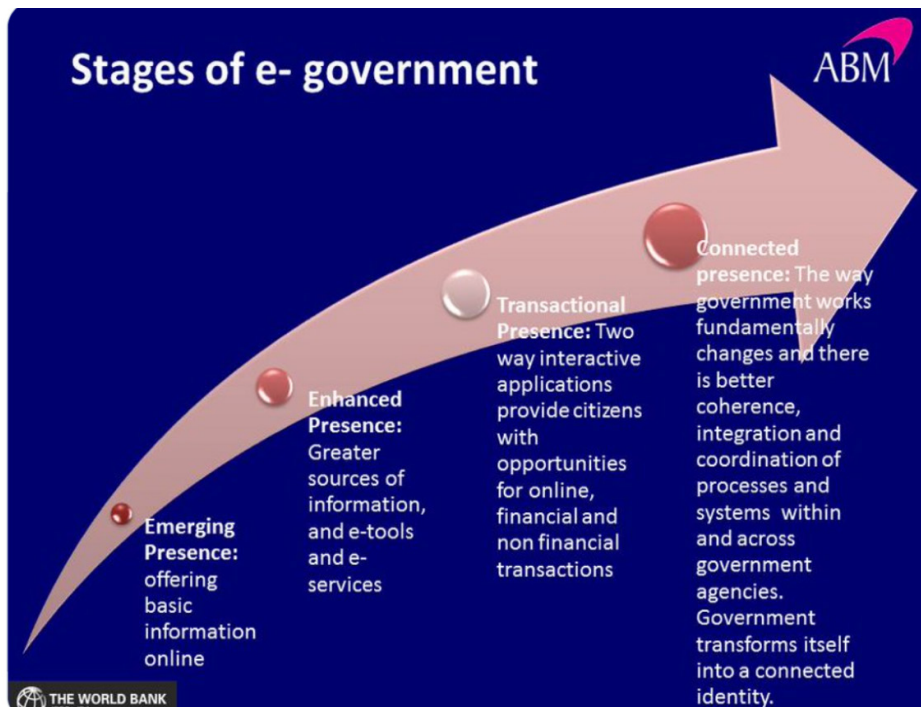 Stages of e- government
ABM
Emerging
Presence:
offering
basic
information
online
Enhanced
Presence:
Greater
sources of
information,
and e-tools
and e-
services
Transactional
Presence: Two
way interactive
applications
provide citizens
with
opportunities
for online,
financial and
non financial
transactions
Connected
presence: The way
government works
fundamentally
changes and there
is better
coherence,
integration and
coordination of
processes and
systems within
and across
government
agencies.
Government
transforms itself
into a connected
identity.
THE WORLD BANK